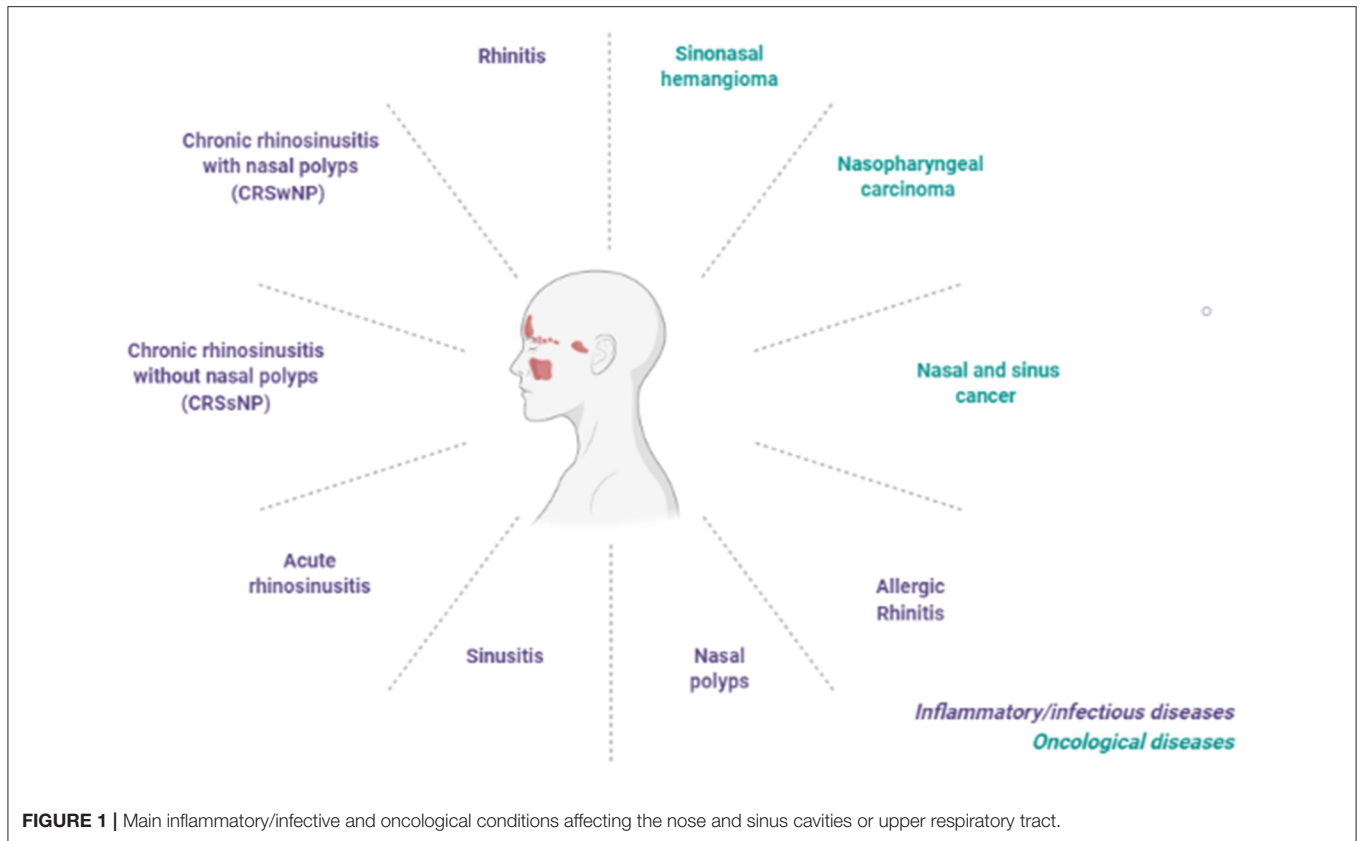 Rhinitis
Sinonasal
hemangioma
Chronic rhinosinusitis
with nasal polyps
(CRSwNP)
Nasopharyngeal
carcinoma
Chronic rhinosinusitis
without nasal polyps
(CRSsNP)
Nasal and sinus
cancer
Acute
rhinosinusitis
Allergic
Rhinitis
Sinusitis
Nasal
polyps
Inflammatory/infectious diseases
Oncological diseases
FIGURE 1 | Main inflammatory/infective and oncological conditions affecting the nose and sinus cavities or upper respiratory tract.